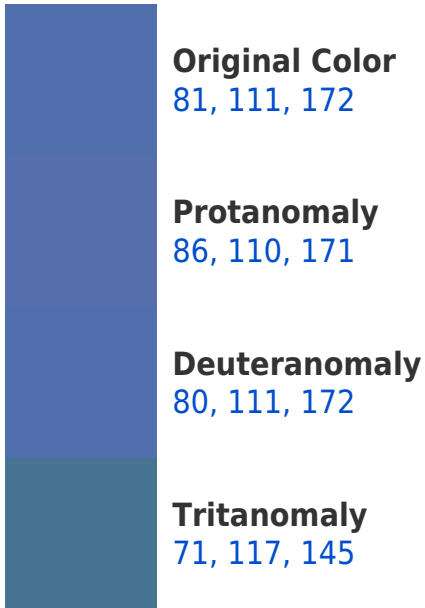 Original Color
81, 111, 172
Protanomaly
86, 110, 171
Deuteranomaly
80, 111, 172
Tritanomaly
71, 117, 145